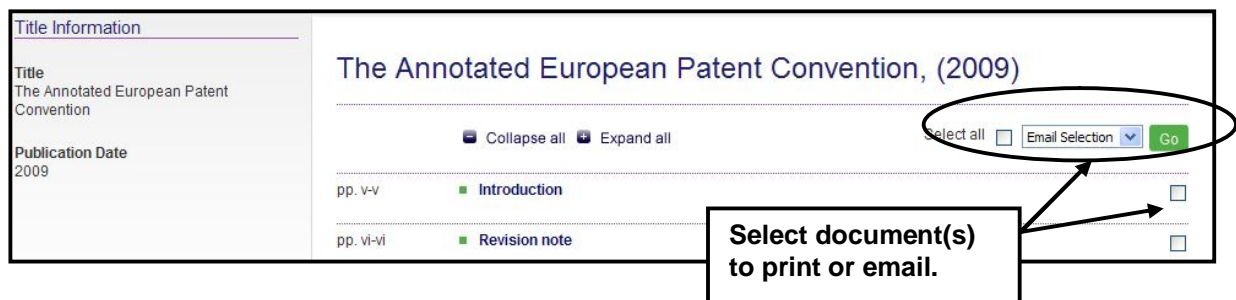 Title Information
Title
The Annotated European Patent
Convention
Publication Date
2009
The Annotated European Patent Convention, (2009)
Collapse all Expand all
Select all Email Selection Go
pp. v-v Introduction
pp. vi-vi Revision note
Select document(s)
to print or email.